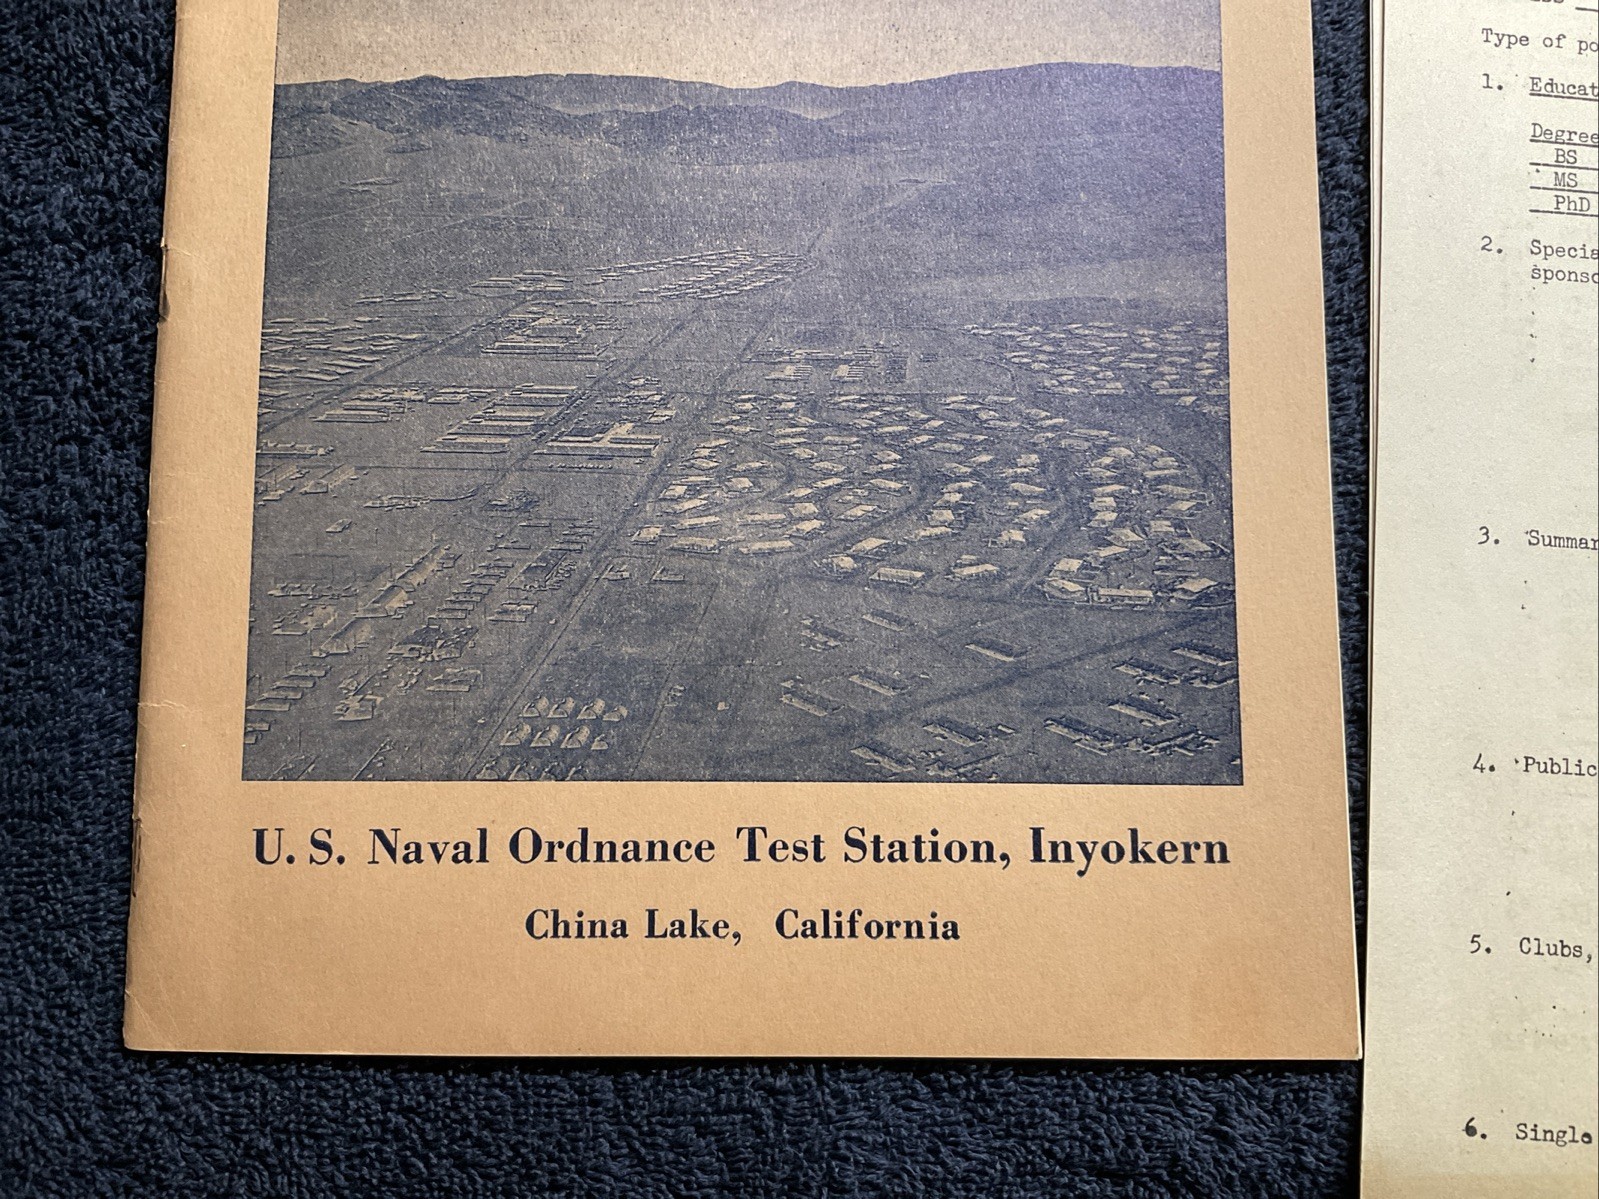 U. S. Naval Ordnance Test Station, Inyokern
China Lake, California
Type of
1. Educat
Degree
BS
MS
PhD
2. Specia
sponso
3. Summar
4. Public
5. Clubs,
6. Single